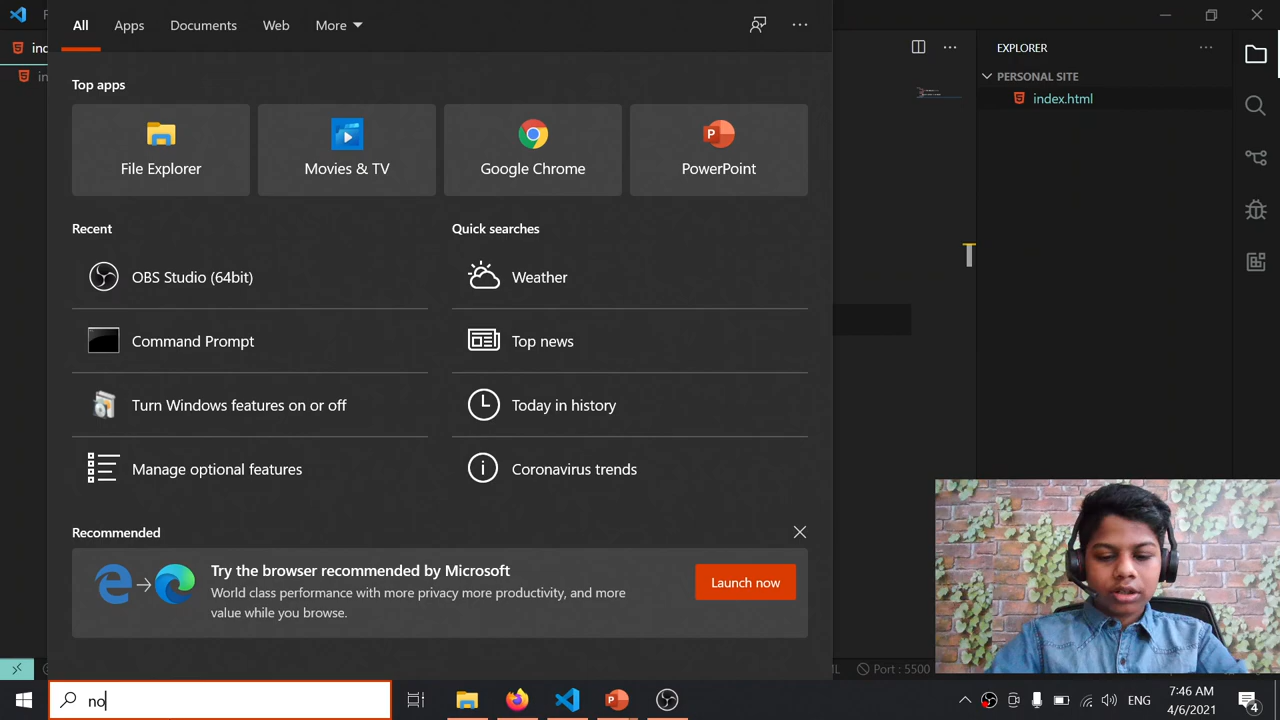 All
Apps
Documents
Web
More
Top apps
File Explorer
Movies & TV
Google Chrome
PowerPoint
Recent
Quick searches
OBS Studio (64bit)
Weather
Command Prompt
Top news
Turn Windows features on or off
Today in history
Manage optional features
Coronavirus trends
Recommended
Try the browser recommended by Microsoft
World class performance with more privacy more productivity, and more
value while you browse.
Launch now
no
EXPLORER
PERSONAL SITE
index.html
Port : 5500
ENG
7:46 AM
4/6/2021
4